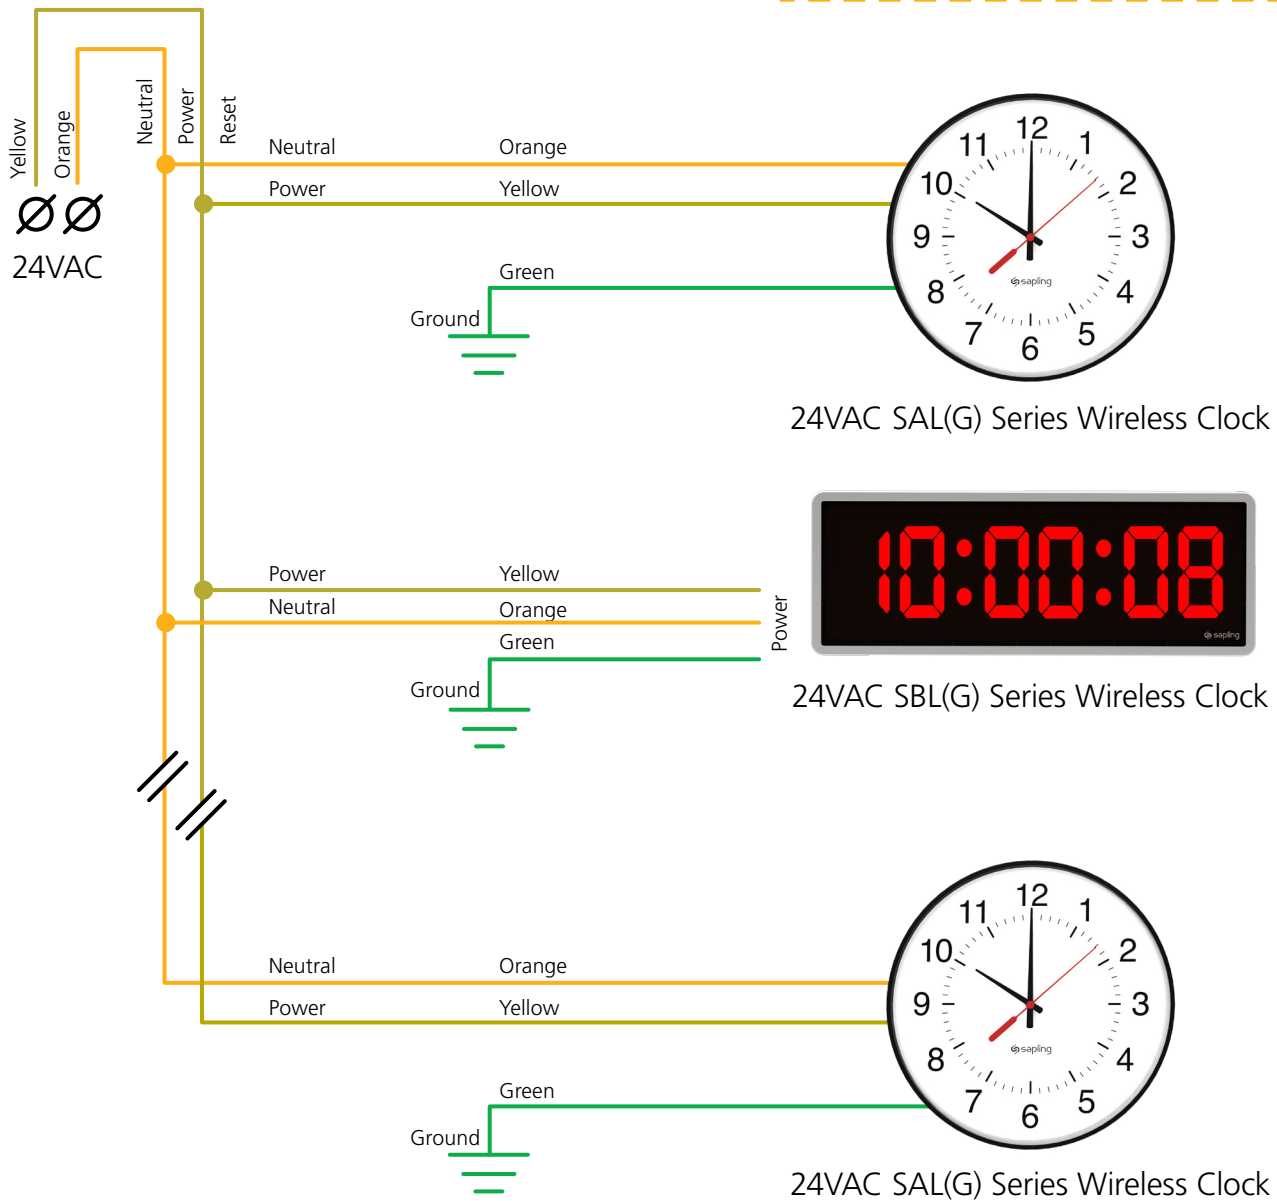 Yellow
Orange
24VAC
Neutral
Power
Reset
Neutral Orange
Power Yellow
Green
Ground
12
1
2
3
4
5
6
7
8
9
10
11
sapling
24VAC SAL(G) Series Wireless Clock
Power Yellow
Neutral Orange
Green
Ground
Power
10:00:08
sapling
24VAC SBL(G) Series Wireless Clock
Neutral Orange
Power Yellow
Green
Ground
12
1
2
3
4
5
6
7
8
9
10
11
sapling
24VAC SAL(G) Series Wireless Clock